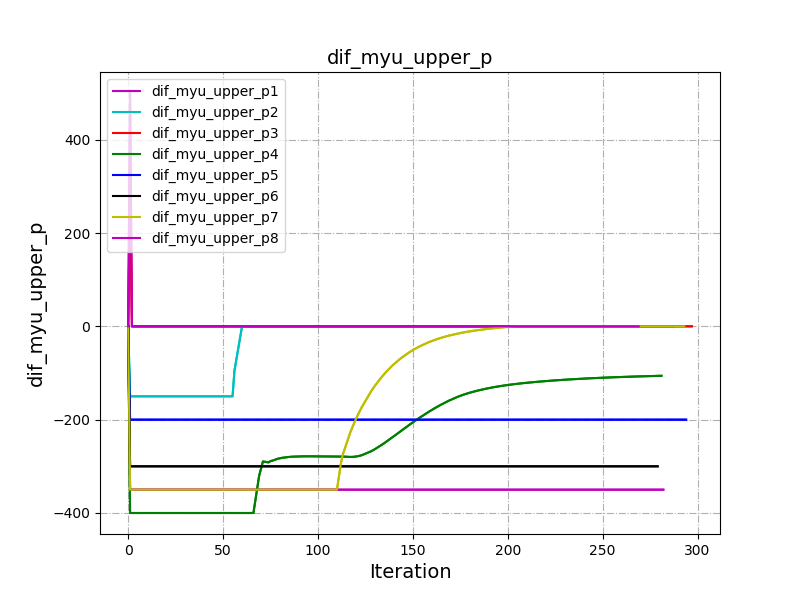 dif_myu_upper_p
dif_myu_upper_p
400
200
0
−200
−400
dif_myu_upper_p1
dif_myu_upper_p2
dif_myu_upper_p3
dif_myu_upper_p4
dif_myu_upper_p5
dif_myu_upper_p6
dif_myu_upper_p7
dif_myu_upper_p8
0 50 100 150 200 250 300
Iteration